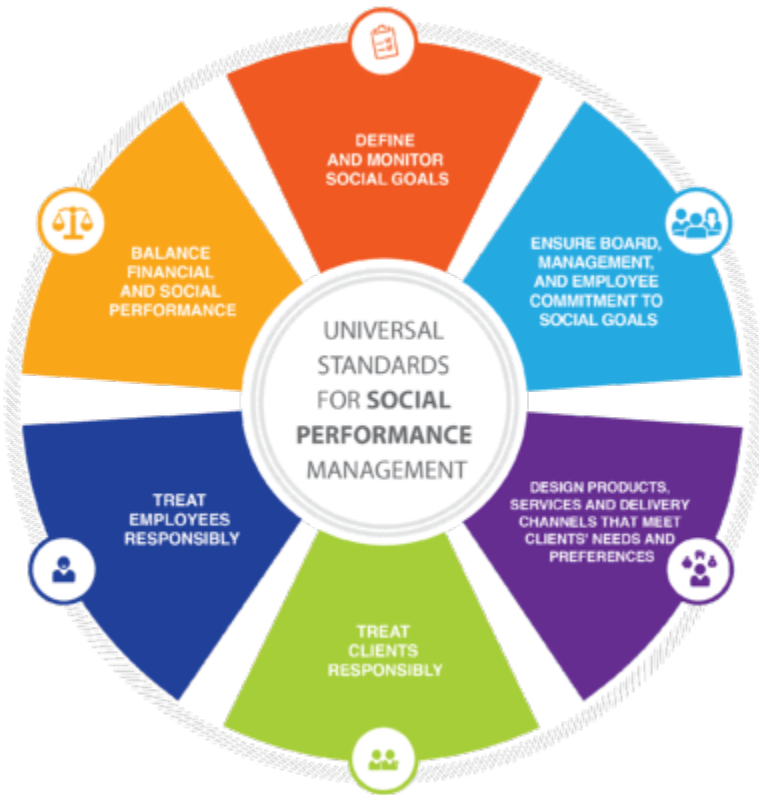 DEFINE
AND MONITOR
SOCIAL GOALS
ENSURE BOARD,
MANAGEMENT,
AND EMPLOYEE
COMMITMENT TO
SOCIAL GOALS
DESIGN PRODUCTS,
SERVICES AND DELIVERY
CHANNELS THAT MEET
CLIENTS' NEEDS AND
PREFERENCES
TREAT
CLIENTS
RESPONSIBLY
TREAT
EMPLOYEES
RESPONSIBLY
BALANCE
FINANCIAL
AND SOCIAL
PERFORMANCE
UNIVERSAL
STANDARDS
FOR SOCIAL
PERFORMANCE
MANAGEMENT